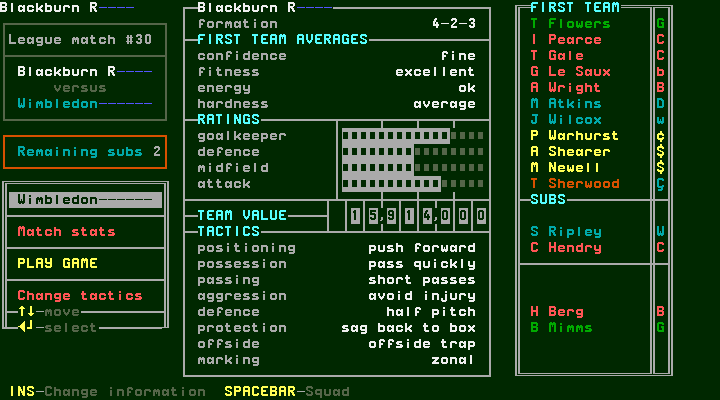 Blackburn R
League match #30
Blackburn R
versus
Wimbledon
Remaining subs 2
Wimbledon
Match stats
PLAY GAME
Change tactics
↑↓-move
-select
Blackburn R
formation 4-2-3
FIRST TEAM AVERAGES
confidence fine
fitness excellent
energy ok
hardness average
RATINGS
goalkeeper
defence
midfield
attack
TEAM VALUE 15,914,000
TACTICS
positioning push forward
possession pass quickly
passing short passes
aggression avoid injury
defence half pitch
protection sag back to box
offside offside trap
marking zonal
FIRST TEAM
T Flowers G
I Pearce C
T Gale C
G Le Saux b
A Wright B
M Atkins D
J Wilcox w
P Warhurst ¢
A Shearer $
M Newell $
T Sherwood Ç
SUBS
S Ripley W
C Hendry C
H Berg B
B Mimms G
INS-Change information SPACEBAR-Squad